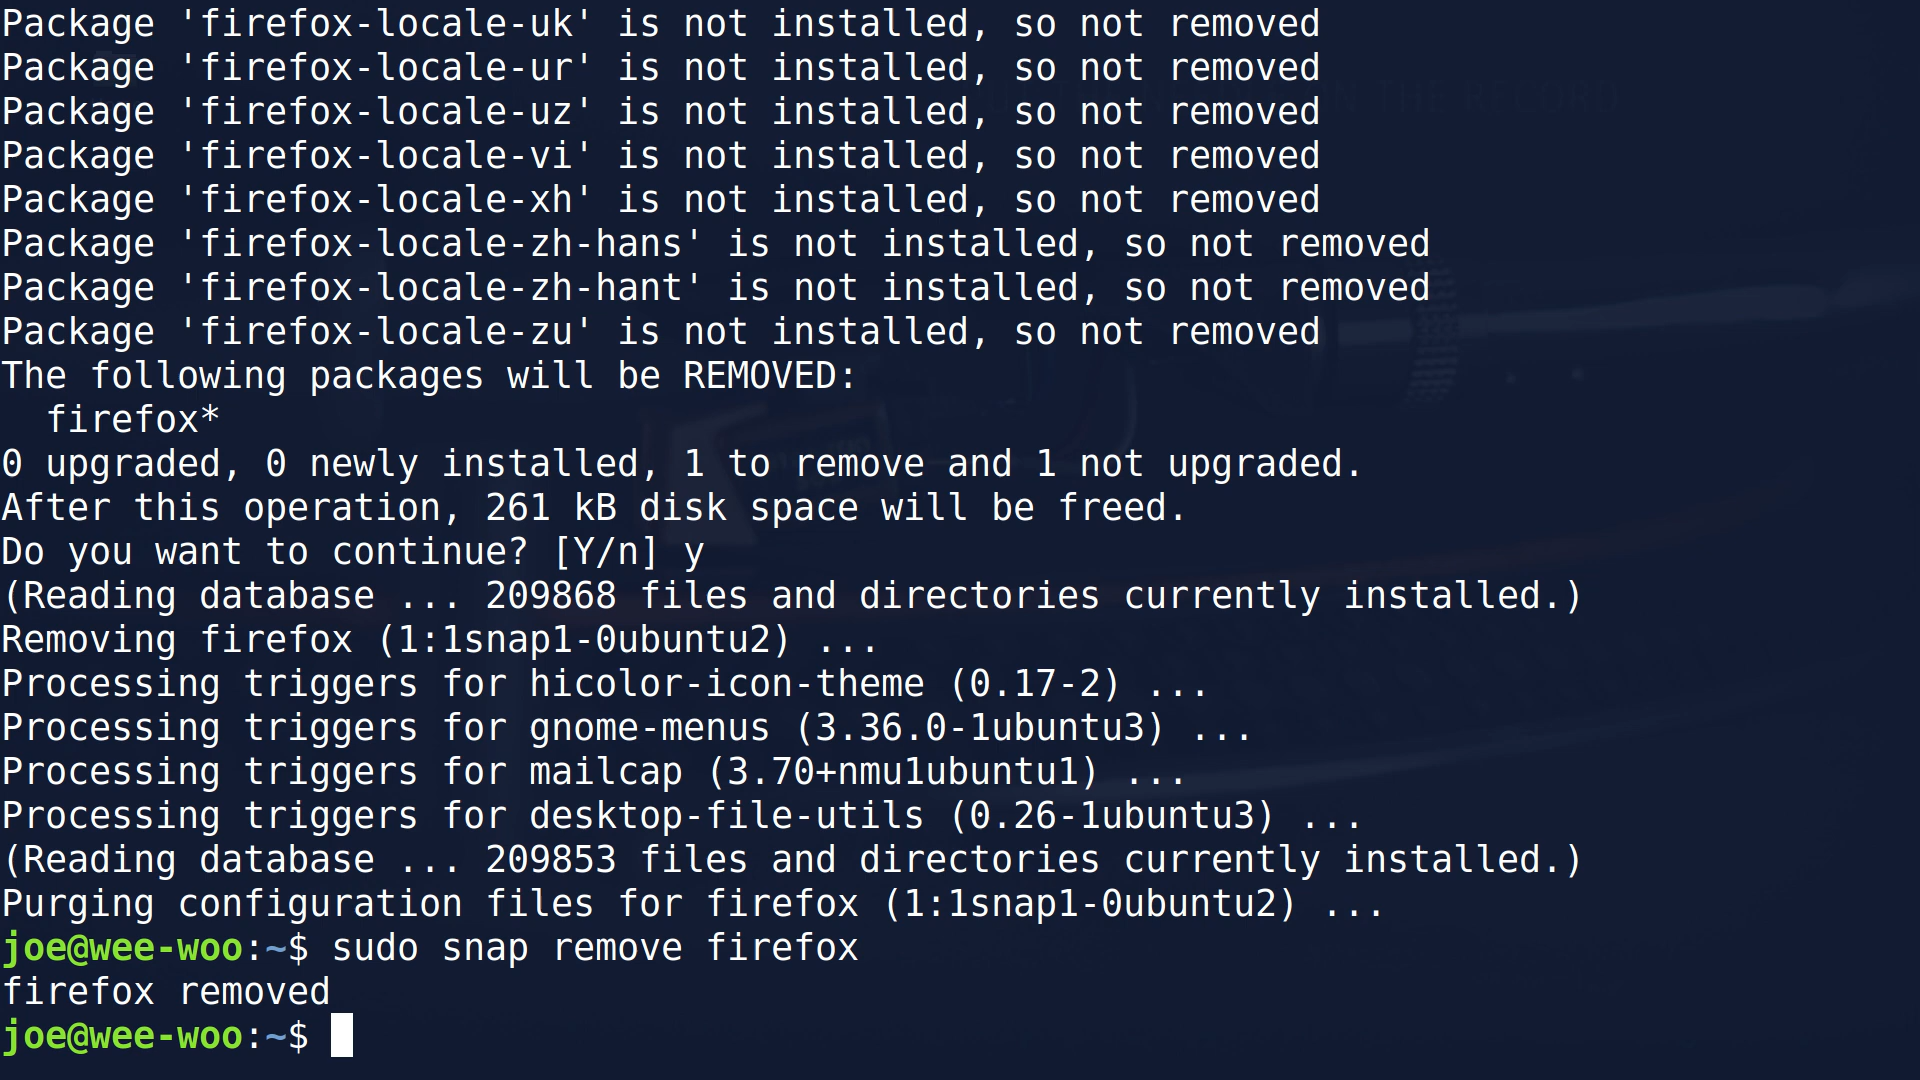 Package 'firefox-locale-uk' is not installed, so not removed
Package 'firefox-locale-ur' is not installed, so not removed
Package 'firefox-locale-uz' is not installed, so not removed
Package 'firefox-locale-vi' is not installed, so not removed
Package 'firefox-locale-xh' is not installed, so not removed
Package 'firefox-locale-zh-hans' is not installed, so not removed
Package 'firefox-locale-zh-hant' is not installed, so not removed
Package 'firefox-locale-zu' is not installed, so not removed
The following packages will be REMOVED:
  firefox*
0 upgraded, 0 newly installed, 1 to remove and 1 not upgraded.
After this operation, 261 kB disk space will be freed.
Do you want to continue? [Y/n] y
(Reading database ... 209868 files and directories currently installed.)
Removing firefox (1:1snap1-0ubuntu2) ...
Processing triggers for hicolor-icon-theme (0.17-2) ...
Processing triggers for gnome-menus (3.36.0-1ubuntu3) ...
Processing triggers for mailcap (3.70+nmu1ubuntu1) ...
Processing triggers for desktop-file-utils (0.26-1ubuntu3) ...
(Reading database ... 209853 files and directories currently installed.)
Purging configuration files for firefox (1:1snap1-0ubuntu2) ...
joe@wee-woo:~$ sudo snap remove firefox
firefox removed
joe@wee-woo:~$
ON THE RECORD